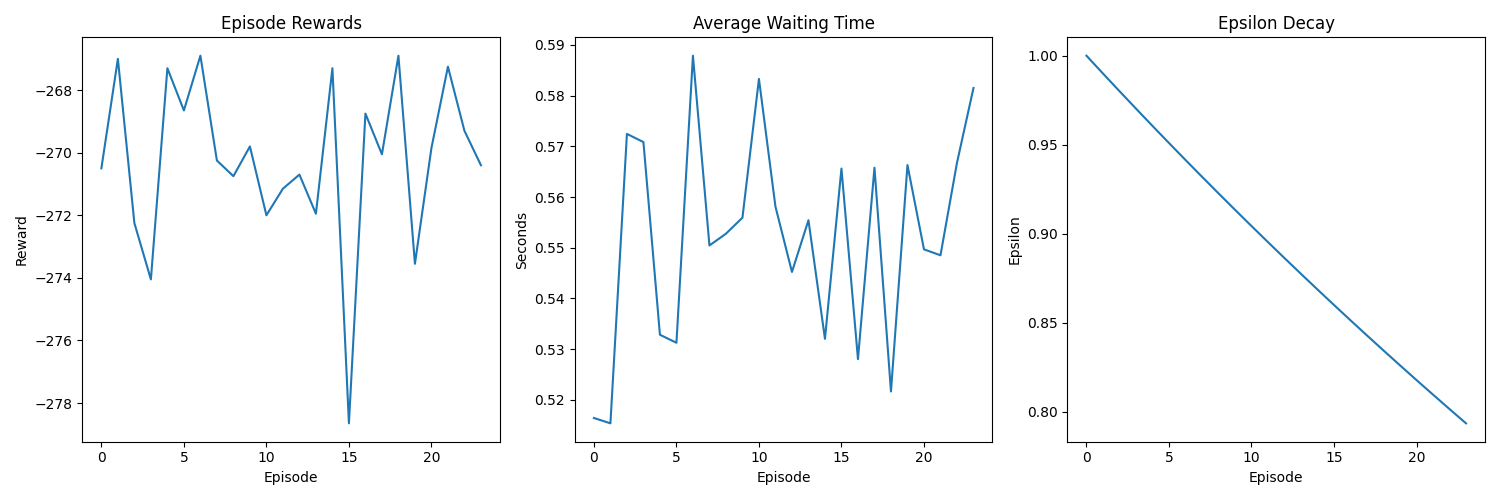 Episode Rewards
Reward
−268
−270
−272
−274
−276
−278
0 5 10 15 20
Episode
Average Waiting Time
Seconds
0.59
0.58
0.57
0.56
0.55
0.54
0.53
0.52
0 5 10 15 20
Episode
Epsilon Decay
Epsilon
1.00
0.95
0.90
0.85
0.80
0 5 10 15 20
Episode